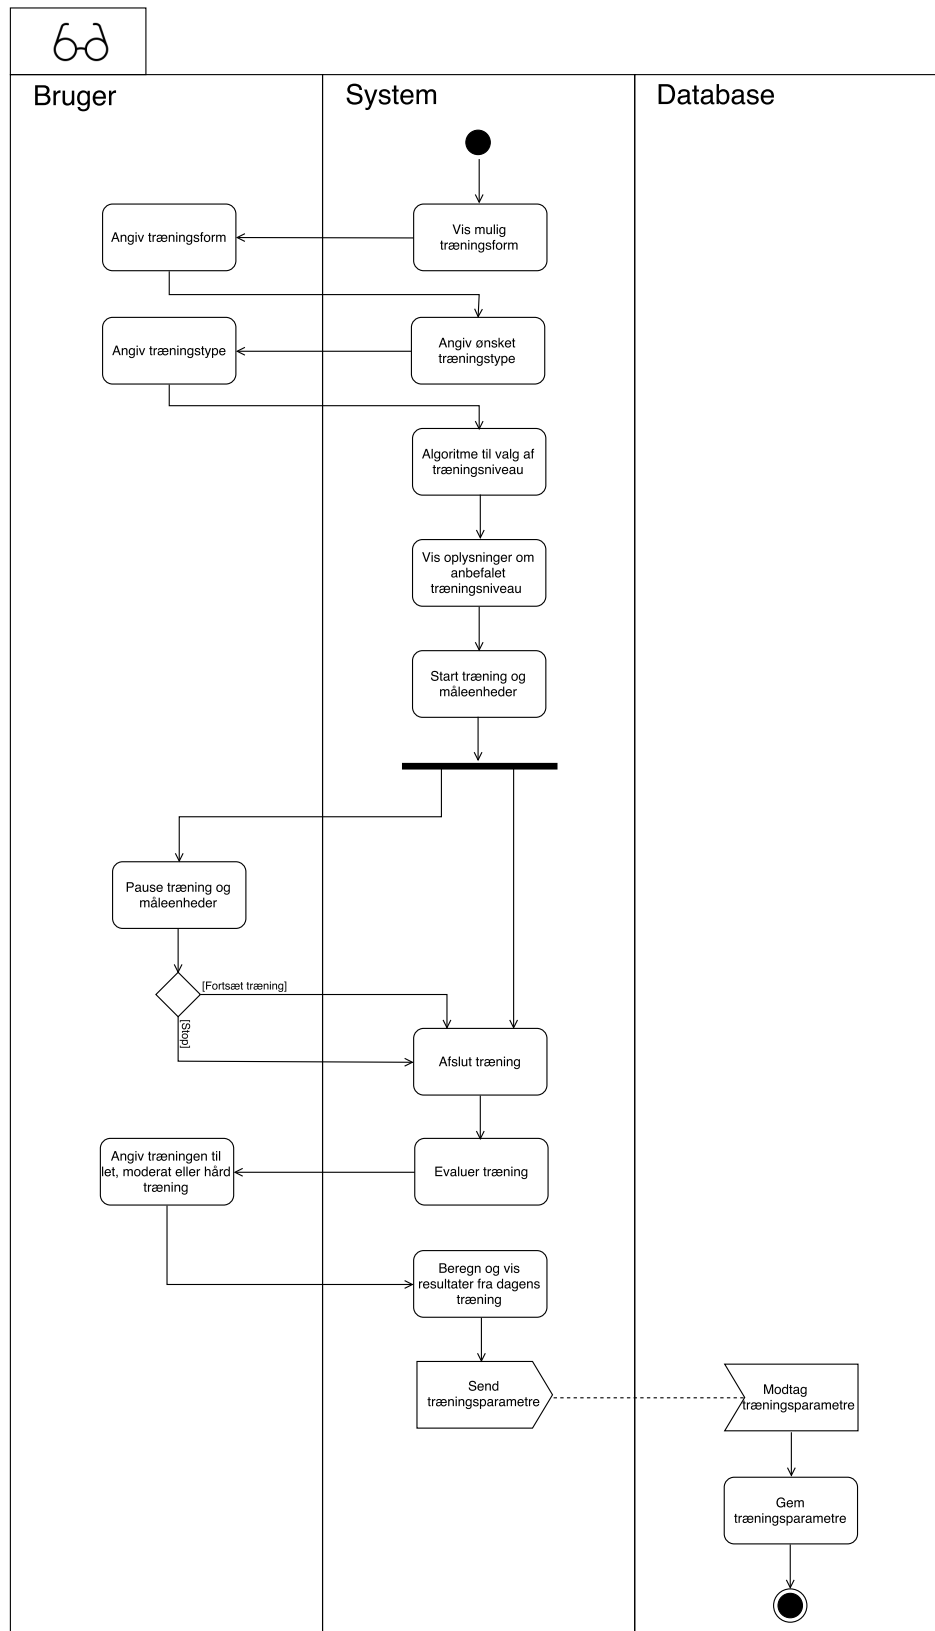 Bruger
System
Database
Vis mulig
træningsform
Angiv træningsform
Angiv ønsket
træningstype
Angiv træningstype
Algoritme til valg af
træningsniveau
Vis oplysninger om
anbefalet
træningsniveau
Start træning og
måleenheder
Pause træning og
måleenheder
[Fortsæt træning]
[Stop]
Afslut træning
Evaluer træning
Angiv træningen til
let, moderat eller hård
træning
Beregn og vis
resultater fra dagens
træning
Send
træningsparametre
Modtag
træningsparametre
Gem
træningsparametre